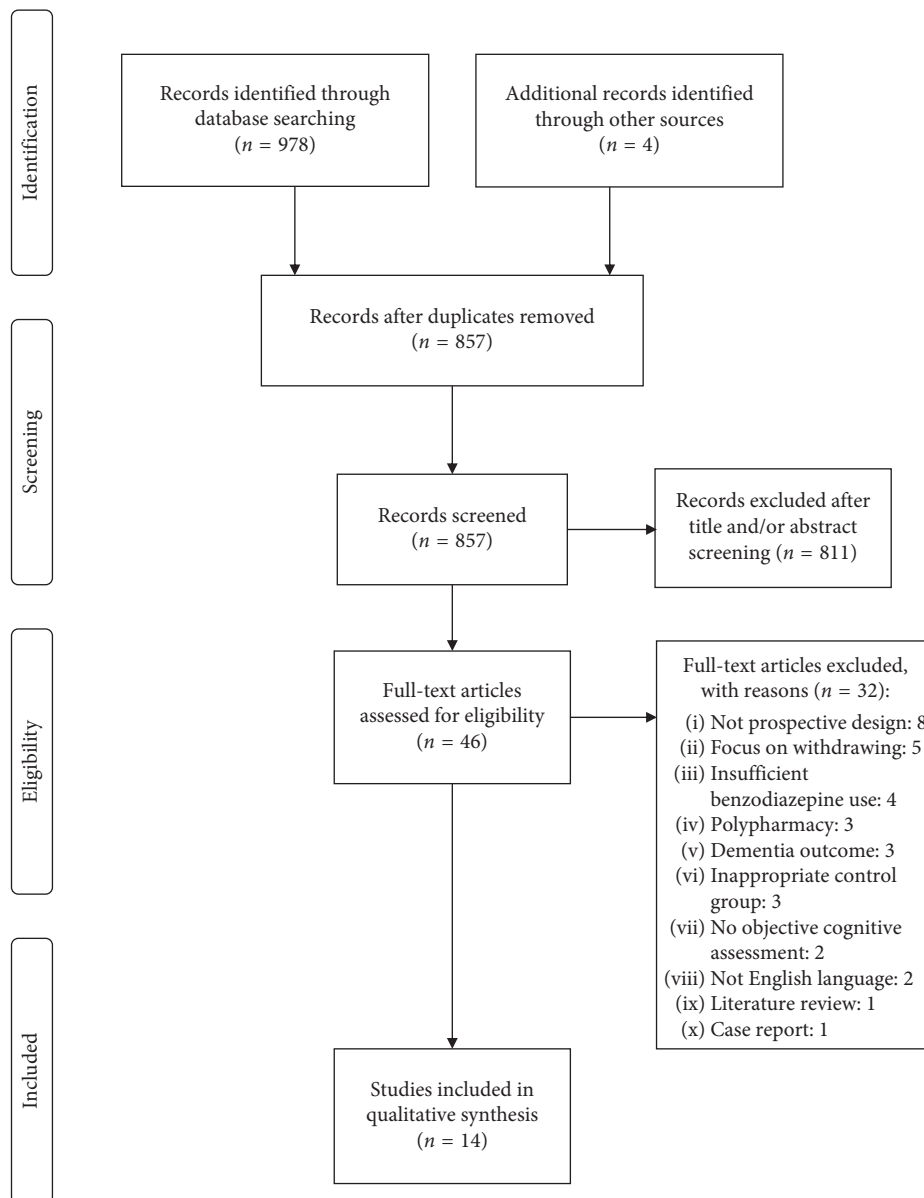 Identification
Records identified through
database searching
(n = 978)
Additional records identified
through other sources
(n = 4)
Records after duplicates removed
(n = 857)
Screening
Records screened
(n = 857)
Records excluded after
title and/or abstract
screening (n = 811)
Eligibility
Full-text articles
assessed for eligibility
(n = 46)
Full-text articles excluded,
with reasons (n = 32):
(i) Not prospective design: 8
(ii) Focus on withdrawing: 5
(iii) Insufficient
benzodiazepine use: 4
(iv) Polypharmacy: 3
(v) Dementia outcome: 3
(vi) Inappropriate control
group: 3
(vii) No objective cognitive
assessment: 2
(viii) Not English language: 2
(ix) Literature review: 1
(x) Case report: 1
Included
Studies included in
qualitative synthesis
(n = 14)